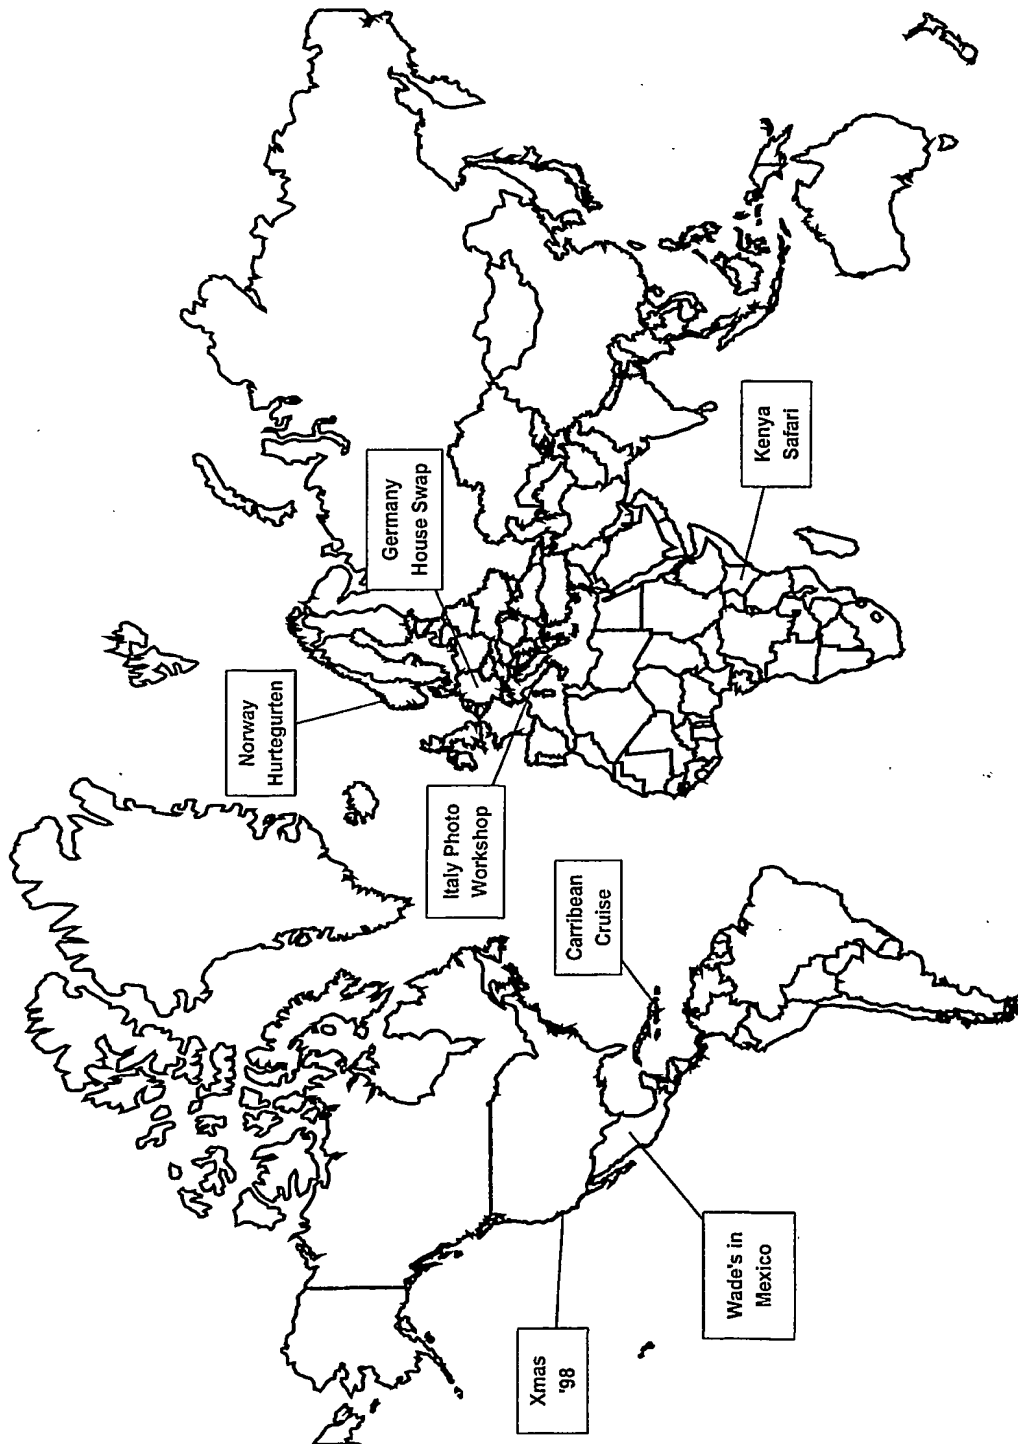 Norway
Hurtegurten
Germany
House Swap
Italy Photo
Workshop
Carribean
Cruise
Kenya
Safari
Xmas
'98
Wade's in
Mexico